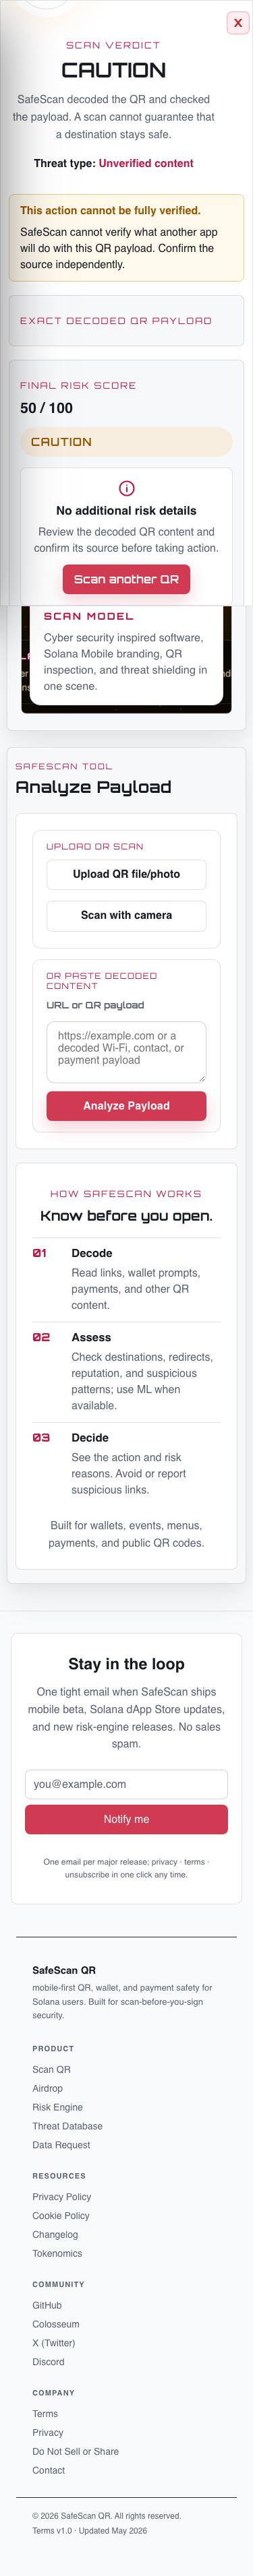 X
SCAN VERDICT
CAUTION
SafeScan decoded the QR and checked
the payload. A scan cannot guarantee that
a destination stays safe.
Threat type: Unverified content
This action cannot be fully verified.
SafeScan cannot verify what another app
will do with this QR payload. Confirm the
source independently.
EXACT DECODED QR PAYLOAD
FINAL RISK SCORE
50 / 100
CAUTION
No additional risk details
Review the decoded QR content and
confirm its source before taking action.
Scan another QR
SCAN MODEL
Cyber security inspired software,
Solana Mobile branding, QR
inspection, and threat shielding in
one scene.
SAFESCAN TOOL
Analyze Payload
UPLOAD OR SCAN
Upload QR file/photo
Scan with camera
OR PASTE DECODED
CONTENT
URL or QR payload
https://example.com or a
decoded Wi-Fi, contact, or
payment payload
Analyze Payload
HOW SAFESCAN WORKS
Know before you open.
01 Decode
Read links, wallet prompts,
payments, and other QR
content.
02 Assess
Check destinations, redirects,
reputation, and suspicious
patterns; use ML when
available.
03 Decide
See the action and risk
reasons. Avoid or report
suspicious links.
Built for wallets, events, menus,
payments, and public QR codes.
Stay in the loop
One tight email when SafeScan ships
mobile beta, Solana dApp Store updates,
and new risk-engine releases. No sales
spam.
you@example.com
Notify me
One email per major release; privacy · terms ·
unsubscribe in one click any time.
SafeScan QR
mobile-first QR, wallet, and payment safety for
Solana users. Built for scan-before-you-sign
security.
PRODUCT
Scan QR
Airdrop
Risk Engine
Threat Database
Data Request
RESOURCES
Privacy Policy
Cookie Policy
Changelog
Tokenomics
COMMUNITY
GitHub
Colosseum
X (Twitter)
Discord
COMPANY
Terms
Privacy
Do Not Sell or Share
Contact
© 2026 SafeScan QR. All rights reserved.
Terms v1.0 · Updated May 2026